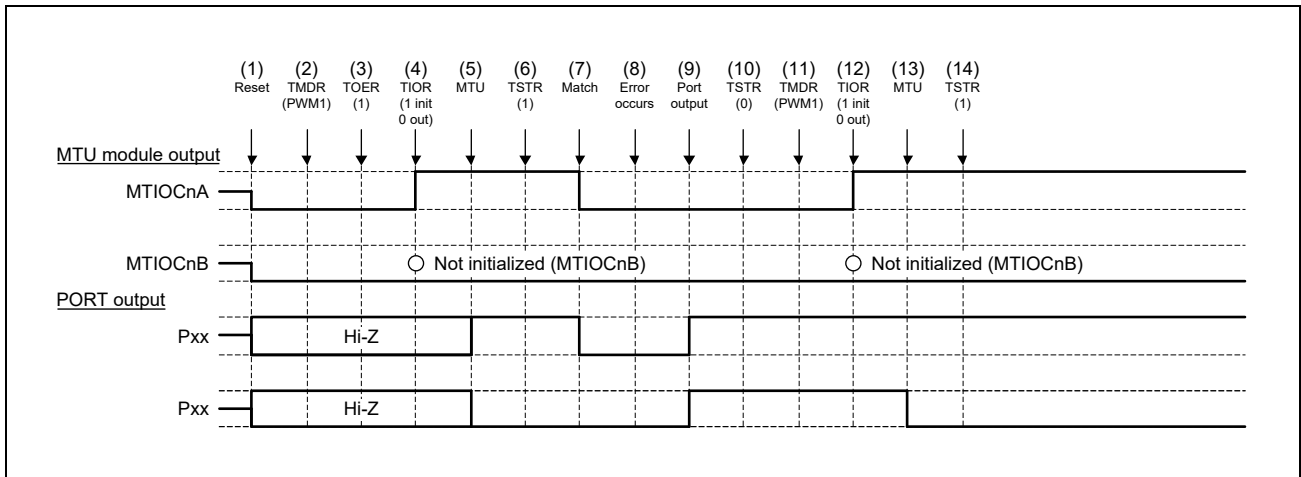 (1) (2) (3) (4) (5) (6) (7) (8) (9) (10) (11) (12) (13) (14)
Reset TMDR TOER TIOR MTU TSTR Match Error Port TSTR TMDR TIOR MTU TSTR
(PWM1) (1) (1 init (1) occurs output (0) (PWM1) (1 init (1)
0 out) 0 out)
MTU module output
MTIOCnA
MTIOCnB Not initialized (MTIOCnB) Not initialized (MTIOCnB)
PORT output
Pxx Hi-Z
Pxx Hi-Z